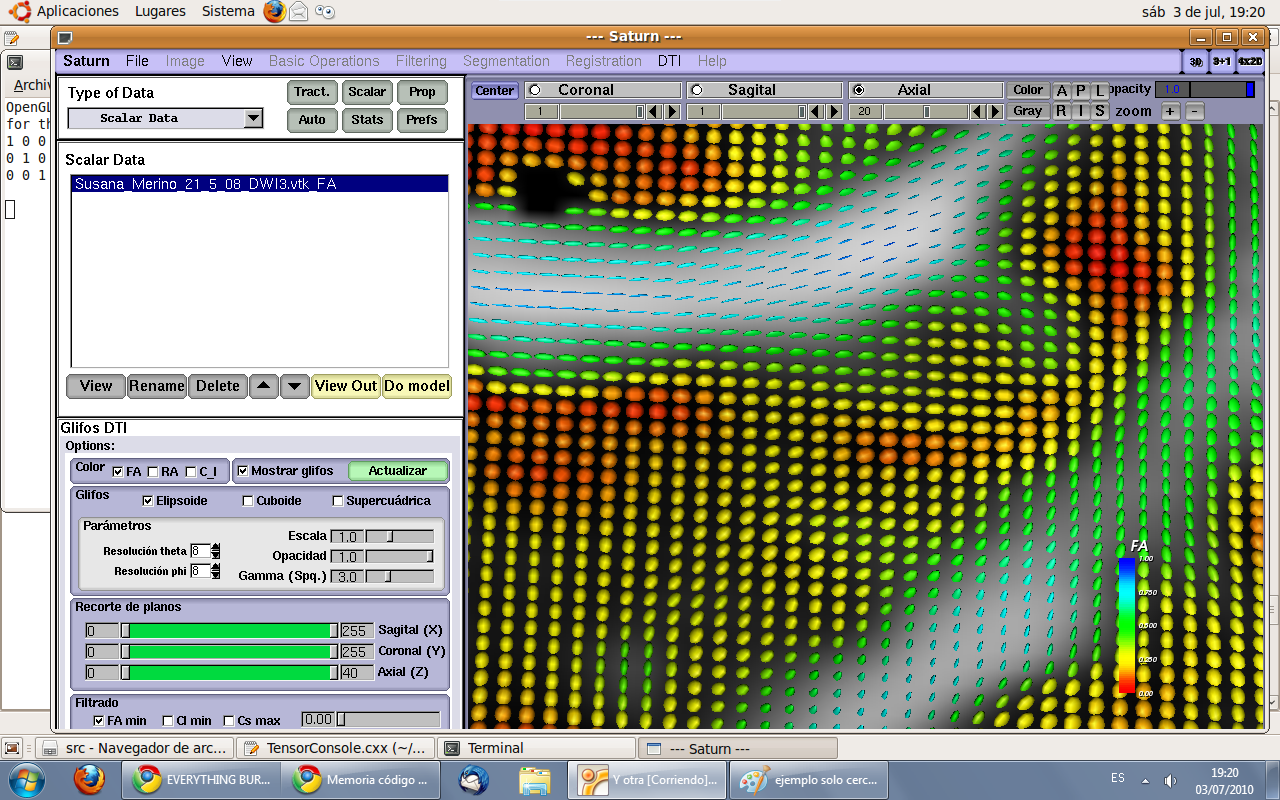 Aplicaciones Lugares Sistema sáb 3 de jul, 19:20
--- Saturn ---
Saturn File Image View Basic Operations Filtering Segmentation Registration DTI Help 3D 3+1 4x2D
Archiv
OpenGL
for th
1 0 0
0 1 0
0 0 1
Type of Data
Scalar Data
Tract. Scalar Prop
Auto Stats Prefs
Center Coronal Sagital Axial Color A P L opacity 1.0
1 1 20 Gray R I S zoom + -
Scalar Data
Susana_Merino_21_5_08_DWI3.vtk_FA
View Rename Delete View Out Do model
Glifos DTI
Options:
Color FA RA C_l Mostrar glifos Actualizar
Glifos Elipsoide Cuboide Supercuádrica
Parámetros
Escala 1.0
Resolución theta 8
Opacidad 1.0
Resolución phi 8
Gamma (Spq.) 3.0
Recorte de planos
0 255 Sagital (X)
0 255 Coronal (Y)
0 40 Axial (Z)
Filtrado
FA min Cl min Cs max 0.00
FA
1.00
0.750
0.500
0.250
0.00
src - Navegador de arc... TensorConsole.cxx (~/... Terminal --- Saturn ---
EVERYTHING BUR... Memoria código ... Y otra [Corriendo]... ejemplo solo cerc... ES 19:20
03/07/2010